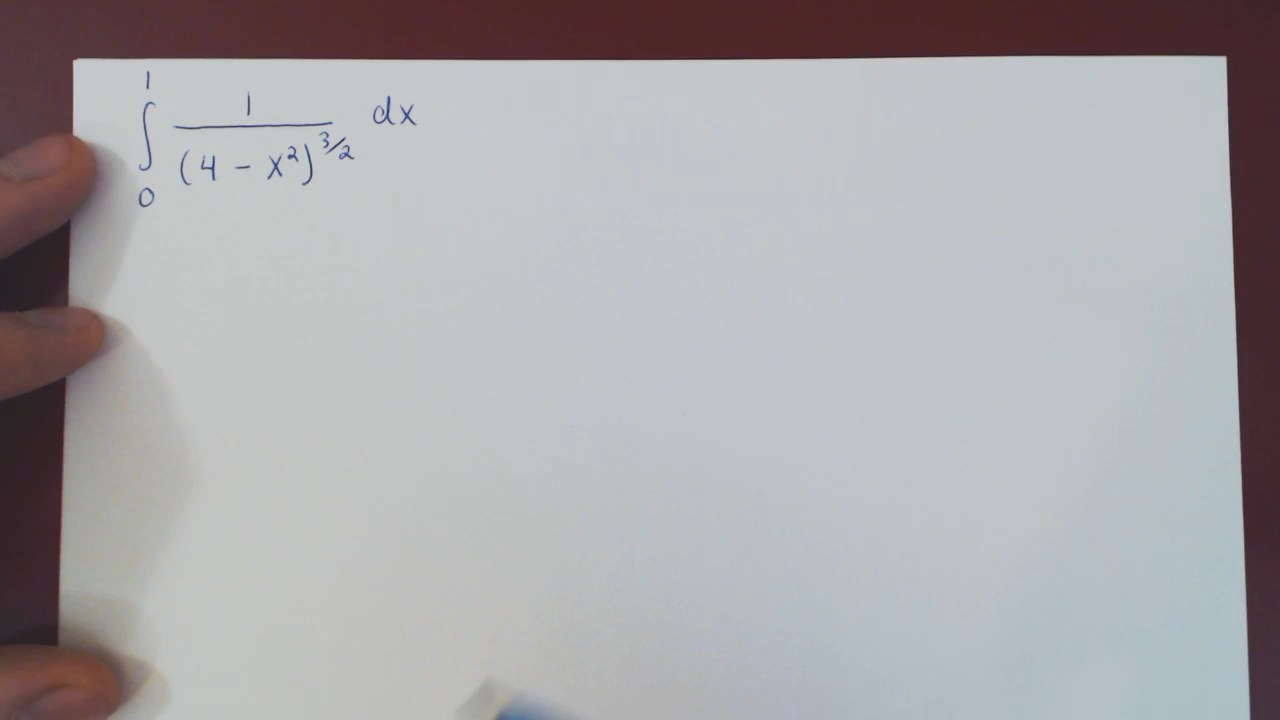 ∫₀¹ 1/(4 - x²)^(3/2) dx